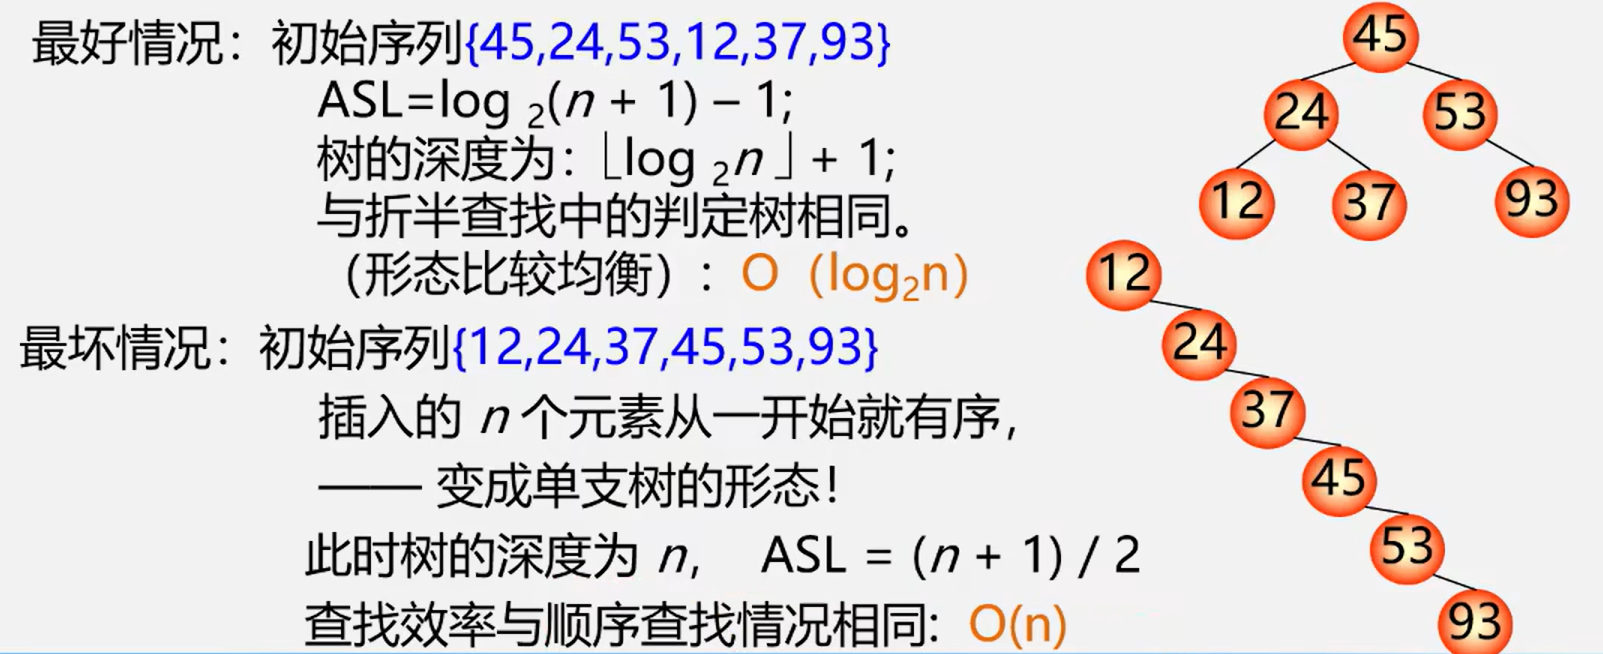 最好情况：初始序列{45,24,53,12,37,93}
ASL=log ₂(n + 1) – 1;
树的深度为：⌊log ₂n ⌋ + 1;
与折半查找中的判定树相同。
（形态比较均衡）：O（log₂n）
最坏情况：初始序列{12,24,37,45,53,93}
插入的 n 个元素从一开始就有序，
—— 变成单支树的形态！
此时树的深度为 n， ASL = (n + 1) / 2
查找效率与顺序查找情况相同: O(n)
45
24 53
12 37 93
12
24
37
45
53
93